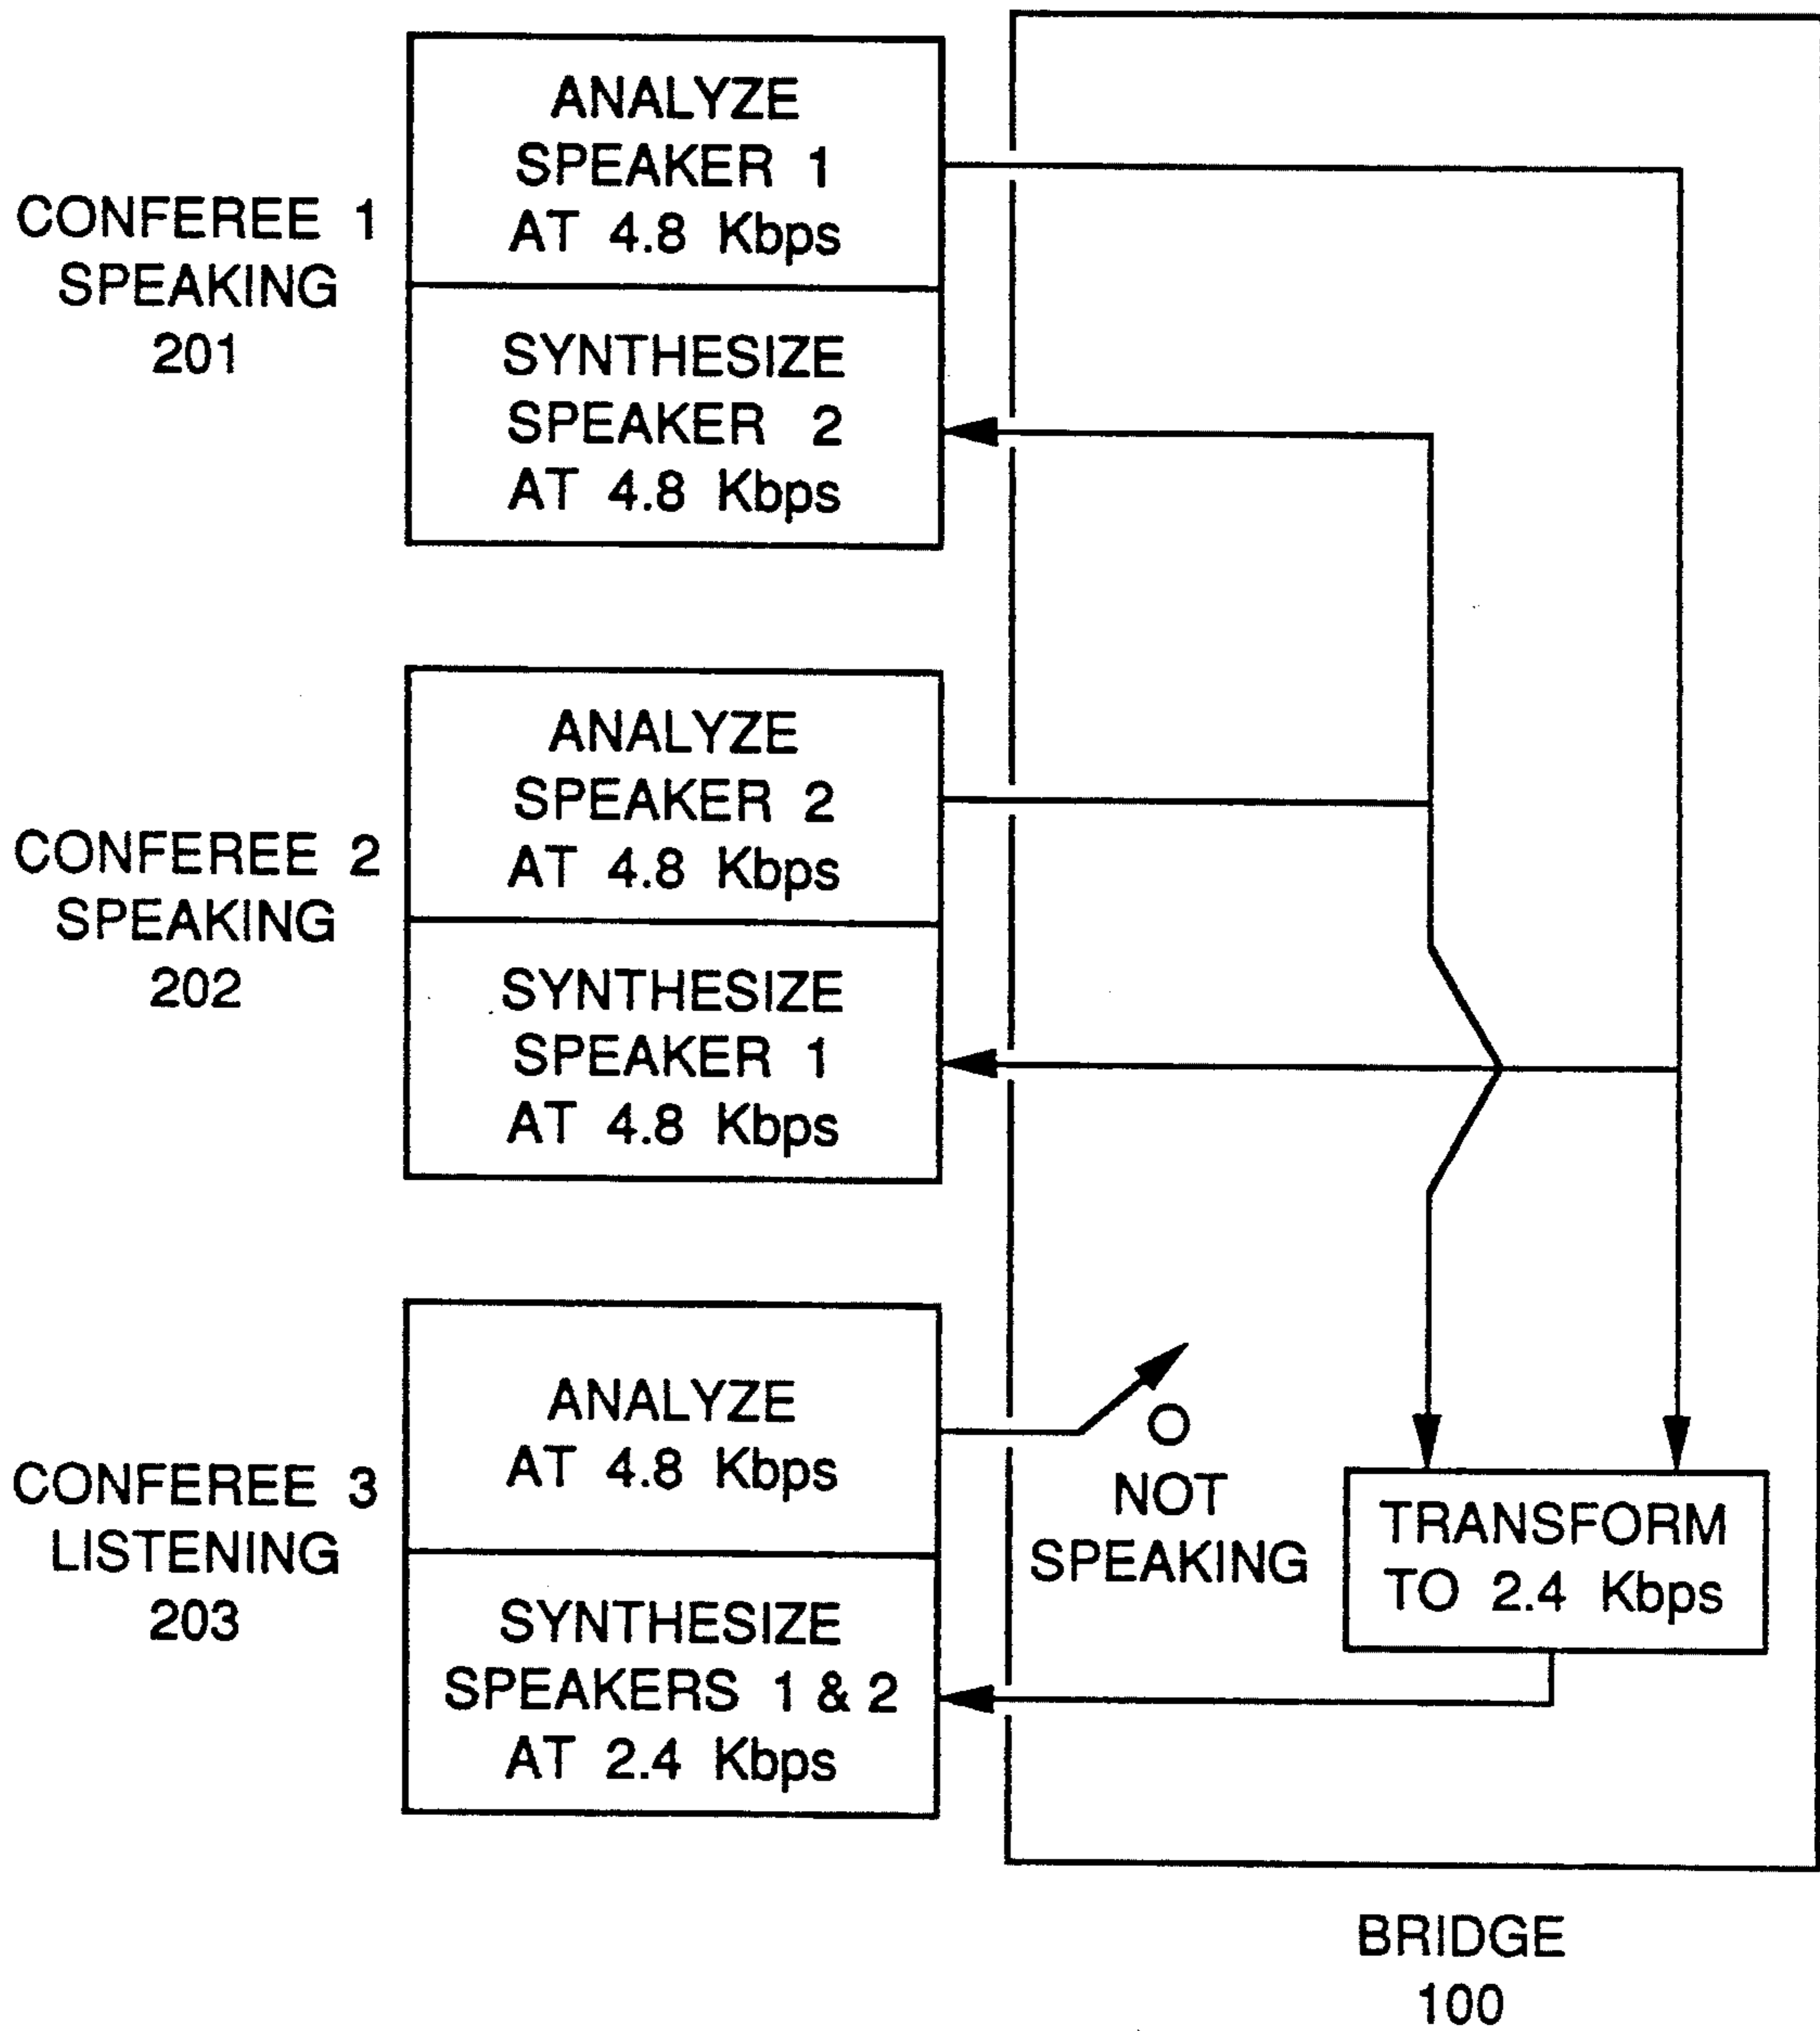 CONFEREE 1
SPEAKING
201
ANALYZE
SPEAKER 1
AT 4.8 Kbps
SYNTHESIZE
SPEAKER 2
AT 4.8 Kbps
CONFEREE 2
SPEAKING
202
ANALYZE
SPEAKER 2
AT 4.8 Kbps
SYNTHESIZE
SPEAKER 1
AT 4.8 Kbps
CONFEREE 3
LISTENING
203
ANALYZE
AT 4.8 Kbps
SYNTHESIZE
SPEAKERS 1 & 2
AT 2.4 Kbps
NOT
SPEAKING
TRANSFORM
TO 2.4 Kbps
BRIDGE
100